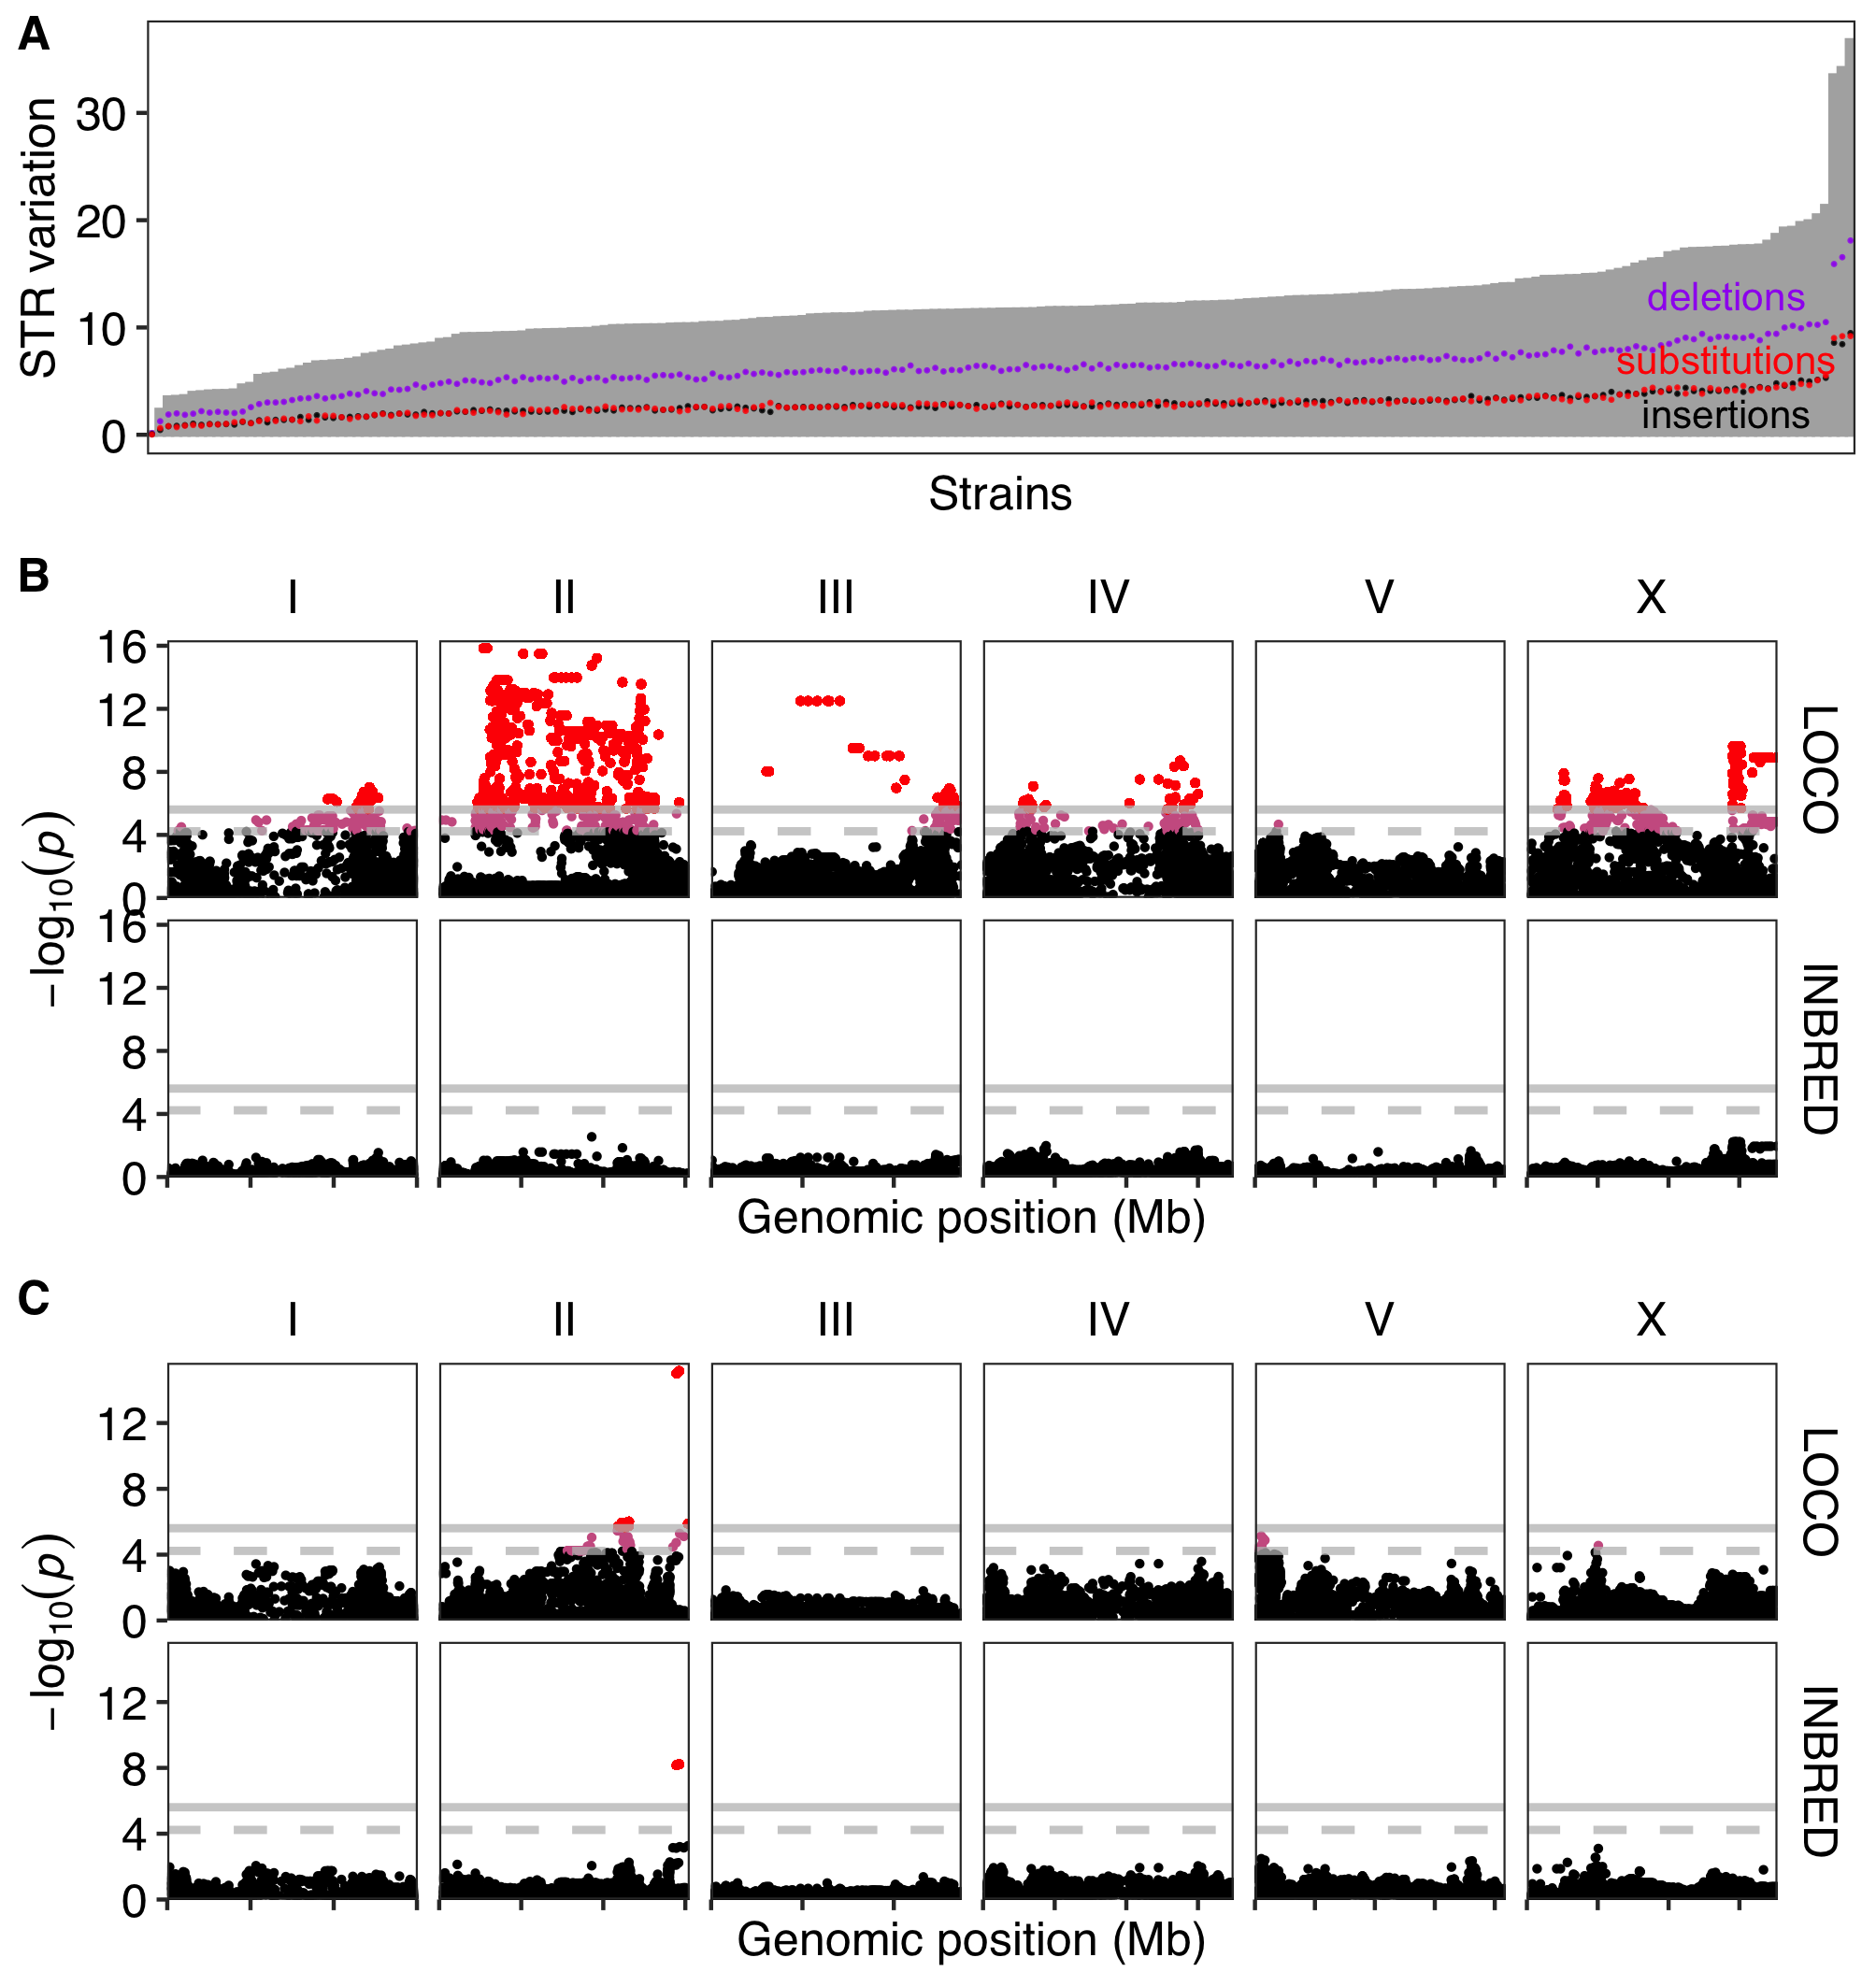 A
STR variation
30
20
10
0
deletions
substitutions
insertions
Strains
B
I II III IV V X
−log10(p)
16
12
8
4
0
LOCO
16
12
8
4
0
INBRED
Genomic position (Mb)
C
I II III IV V X
−log10(p)
12
8
4
0
LOCO
12
8
4
0
INBRED
Genomic position (Mb)